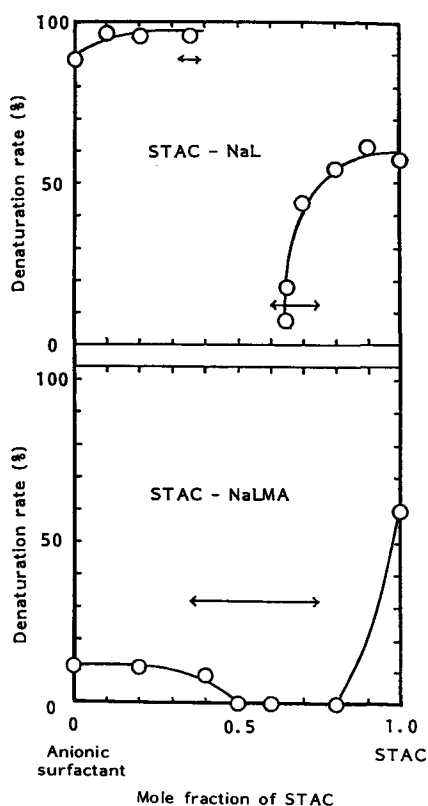 100
Denaturation rate (%)
STAC - NaL
50
0
100
Denaturation rate (%)
STAC - NaLMA
50
0
0
0.5
1.0
Anionic
surfactant
STAC
Mole fraction of STAC